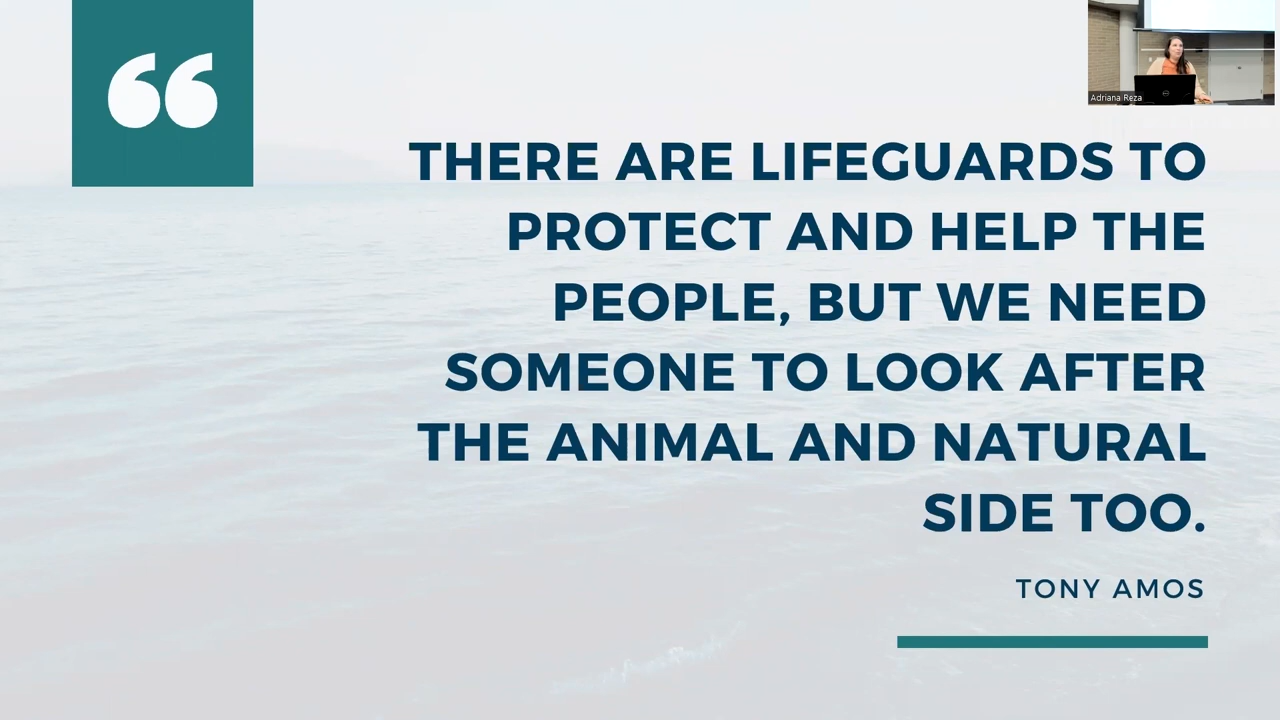 Adriana Reza
THERE ARE LIFEGUARDS TO
PROTECT AND HELP THE
PEOPLE, BUT WE NEED
SOMEONE TO LOOK AFTER
THE ANIMAL AND NATURAL
SIDE TOO.
TONY AMOS